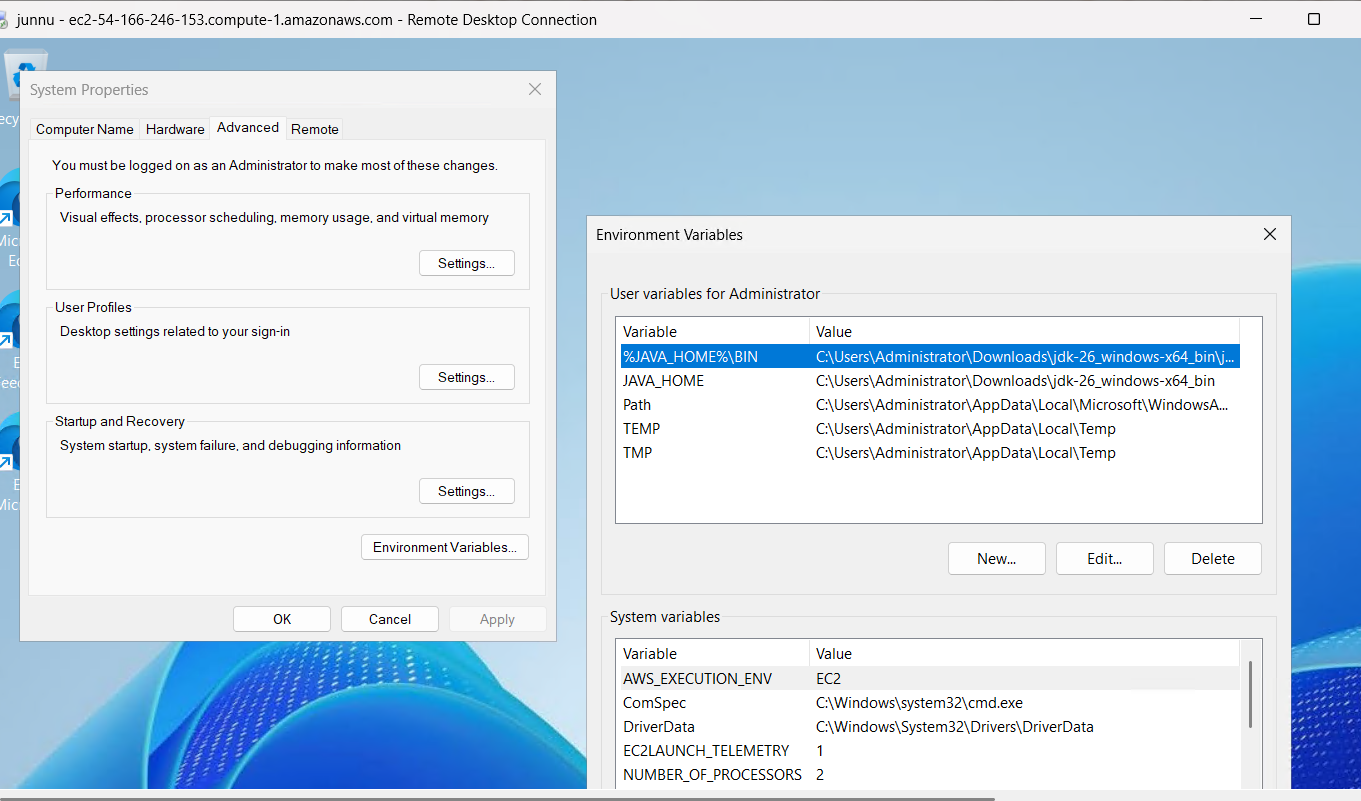 junnu - ec2-54-166-246-153.compute-1.amazonaws.com - Remote Desktop Connection
System Properties
Computer Name Hardware Advanced Remote
You must be logged on as an Administrator to make most of these changes.
Performance
Visual effects, processor scheduling, memory usage, and virtual memory
Settings...
User Profiles
Desktop settings related to your sign-in
Settings...
Startup and Recovery
System startup, system failure, and debugging information
Settings...
Environment Variables...
OK Cancel Apply
Environment Variables
User variables for Administrator
Variable Value
%JAVA_HOME%\BIN C:\Users\Administrator\Downloads\jdk-26_windows-x64_bin\j...
JAVA_HOME C:\Users\Administrator\Downloads\jdk-26_windows-x64_bin
Path C:\Users\Administrator\AppData\Local\Microsoft\WindowsA...
TEMP C:\Users\Administrator\AppData\Local\Temp
TMP C:\Users\Administrator\AppData\Local\Temp
New... Edit... Delete
System variables
Variable Value
AWS_EXECUTION_ENV EC2
ComSpec C:\Windows\system32\cmd.exe
DriverData C:\Windows\System32\Drivers\DriverData
EC2LAUNCH_TELEMETRY 1
NUMBER_OF_PROCESSORS 2